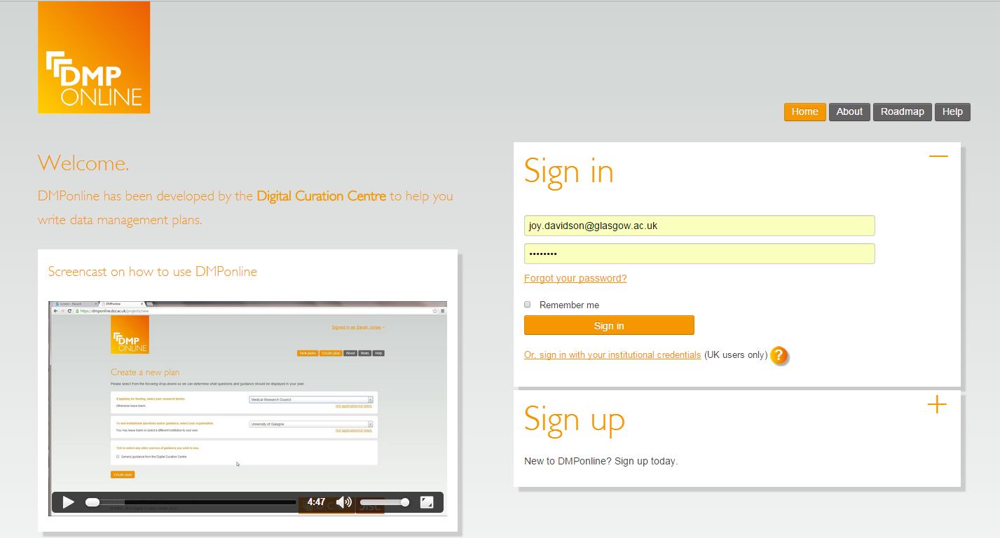 DMP
ONLINE
Home
About
Roadmap
Help
Welcome.
DMPonline has been developed by the Digital Curation Centre to help you
write data management plans.
Screencast on how to use DMPonline
Screenr - Record
DMPonline
https://dmponline.dcc.ac.uk/projects/new
DMP
ONLINE
Signed in as Sarah Jones
View plans
Create plan
About
News
Help
Create a new plan
Please select from the following drop-downs so we can determine what questions and guidance should be displayed in your plan.
If applying for funding, select your research funder.
Otherwise leave blank.
Medical Research Council
Not applicable/not listed.
To see institutional questions and/or guidance, select your organisation.
You may leave blank or select a different institution to your own.
University of Glasgow
Not applicable/not listed.
Tick to select any other sources of guidance you wish to see.
Generic guidance from the Digital Curation Centre
Create plan
4:47
Sign in
joy.davidson@glasgow.ac.uk
Forgot your password?
Remember me
Sign in
Or, sign in with your institutional credentials (UK users only) ?
Sign up
New to DMPonline? Sign up today.